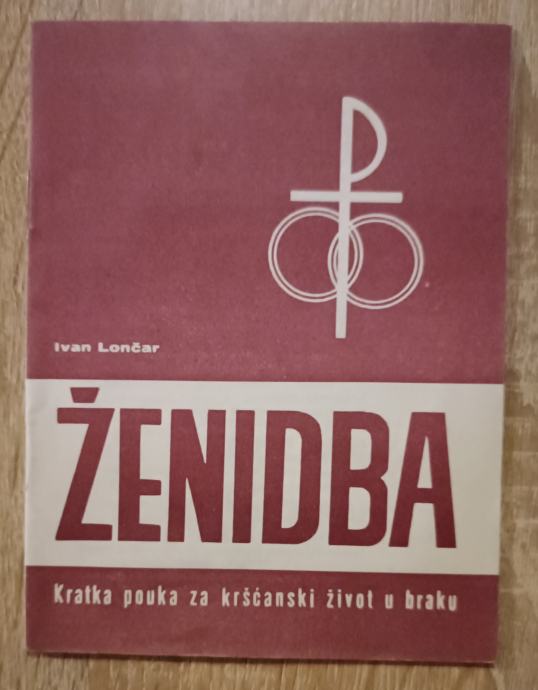 Ivan Lončar
ŽENIDBA
Kratka pouka za kršćanski život u braku